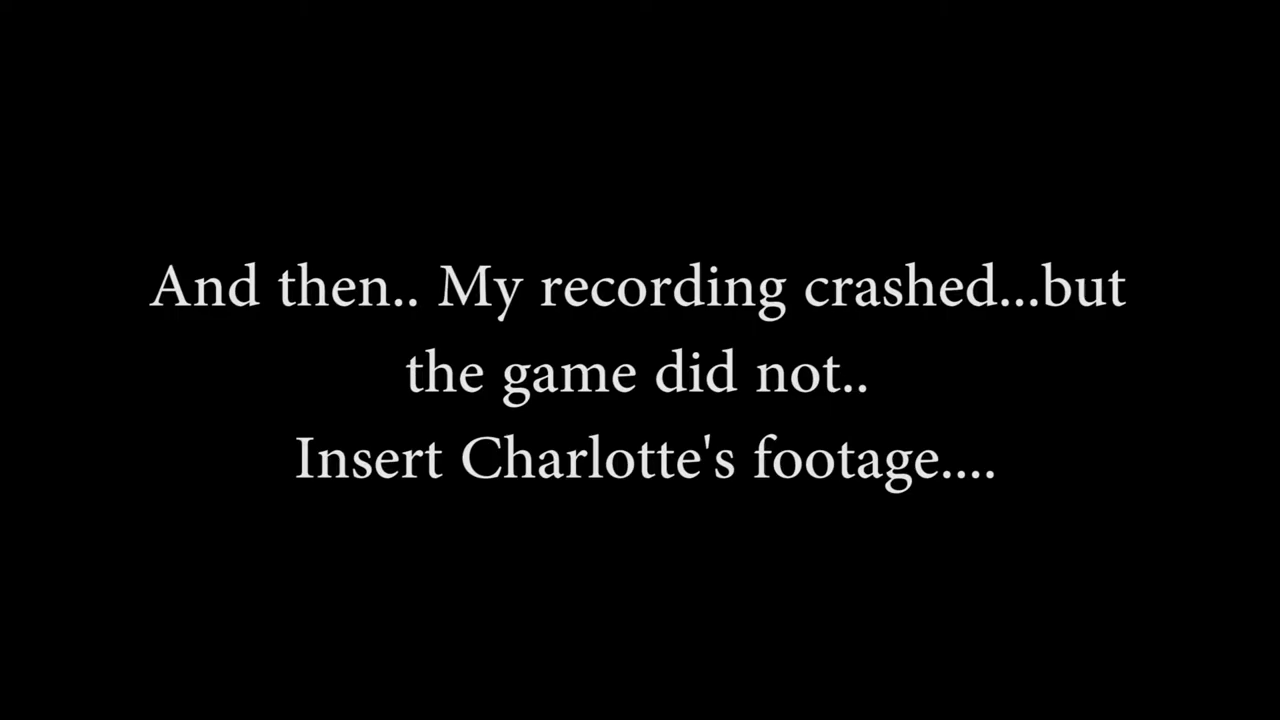 And then.. My recording crashed...but
the game did not..
Insert Charlotte's footage....